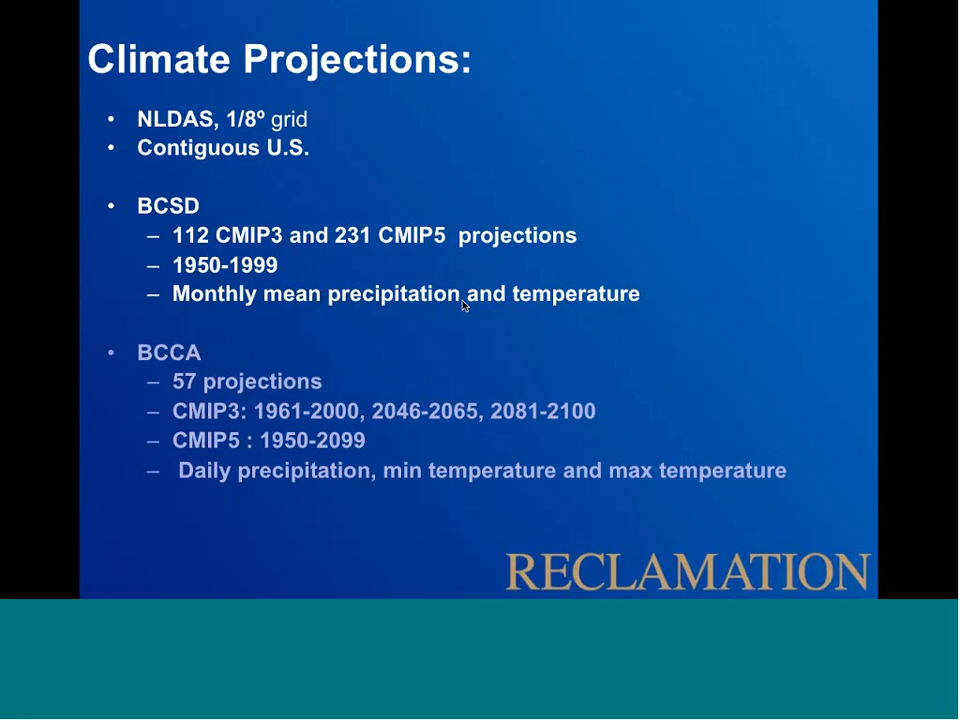 Climate Projections:
• NLDAS, 1/8º grid
• Contiguous U.S.
• BCSD
– 112 CMIP3 and 231 CMIP5  projections
– 1950-1999
– Monthly mean precipitation and temperature
• BCCA
– 57 projections
– CMIP3: 1961-2000, 2046-2065, 2081-2100
– CMIP5 : 1950-2099
– Daily precipitation, min temperature and max temperature
RECLAMATION